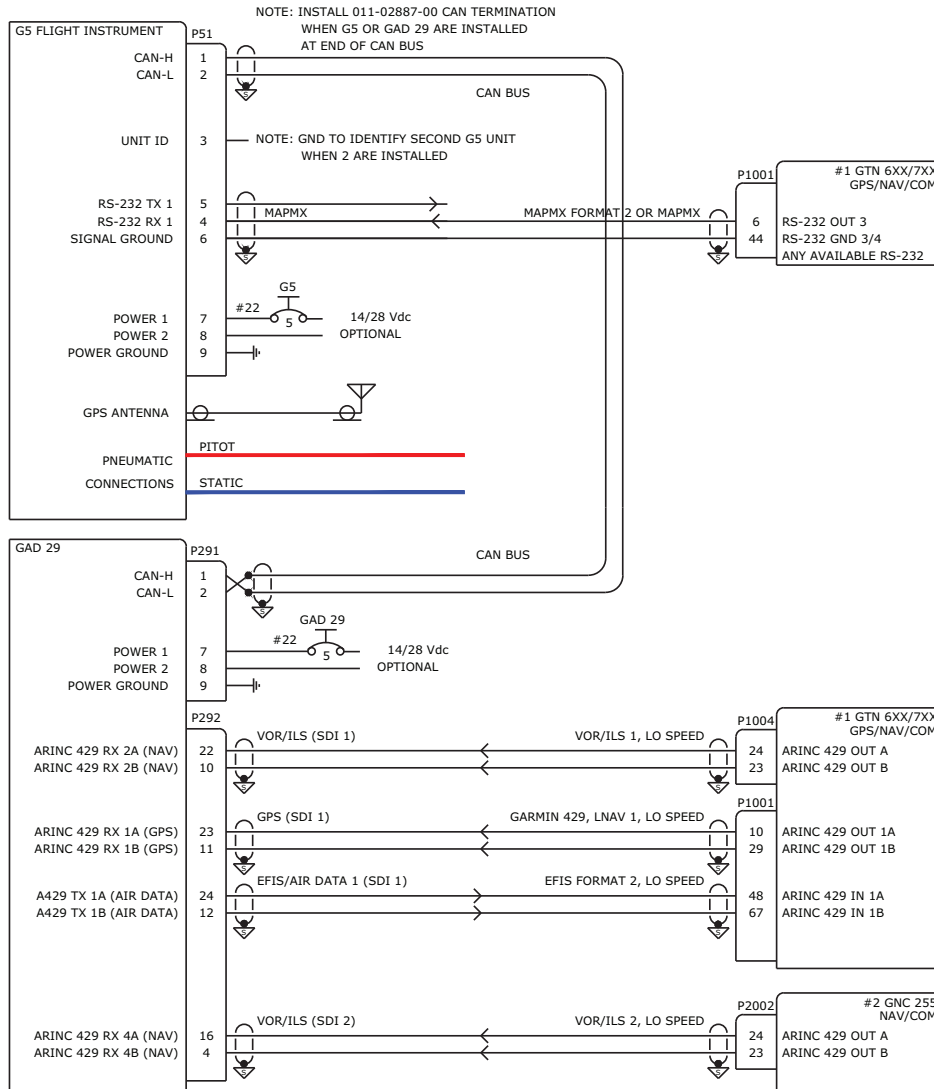 NOTE: INSTALL 011-02887-00 CAN TERMINATION
WHEN G5 OR GAD 29 ARE INSTALLED
AT END OF CAN BUS
G5 FLIGHT INSTRUMENT
P51
CAN-H 1
CAN-L 2
S
CAN BUS
UNIT ID 3 NOTE: GND TO IDENTIFY SECOND G5 UNIT
WHEN 2 ARE INSTALLED
P1001
#1 GTN 6XX/7XX
GPS/NAV/COM
RS-232 TX 1 5
RS-232 RX 1 4 MAPMX MAPMX FORMAT 2 OR MAPMX 6 RS-232 OUT 3
SIGNAL GROUND 6 44 RS-232 GND 3/4
S S ANY AVAILABLE RS-232
G5
#22
POWER 1 7 5 14/28 Vdc
POWER 2 8 OPTIONAL
POWER GROUND 9
GPS ANTENNA
PITOT
PNEUMATIC
CONNECTIONS STATIC
GAD 29
P291
CAN BUS
CAN-H 1
CAN-L 2
S
GAD 29
#22
POWER 1 7 5 14/28 Vdc
POWER 2 8 OPTIONAL
POWER GROUND 9
P292
P1004
#1 GTN 6XX/7XX
GPS/NAV/COM
VOR/ILS (SDI 1) VOR/ILS 1, LO SPEED
ARINC 429 RX 2A (NAV) 22 24 ARINC 429 OUT A
ARINC 429 RX 2B (NAV) 10 23 ARINC 429 OUT B
S S
P1001
GPS (SDI 1) GARMIN 429, LNAV 1, LO SPEED
ARINC 429 RX 1A (GPS) 23 10 ARINC 429 OUT 1A
ARINC 429 RX 1B (GPS) 11 29 ARINC 429 OUT 1B
S S
EFIS/AIR DATA 1 (SDI 1) EFIS FORMAT 2, LO SPEED
A429 TX 1A (AIR DATA) 24 48 ARINC 429 IN 1A
A429 TX 1B (AIR DATA) 12 67 ARINC 429 IN 1B
S S
P2002
#2 GNC 255
NAV/COM
VOR/ILS (SDI 2) VOR/ILS 2, LO SPEED
ARINC 429 RX 4A (NAV) 16 24 ARINC 429 OUT A
ARINC 429 RX 4B (NAV) 4 23 ARINC 429 OUT B
S S